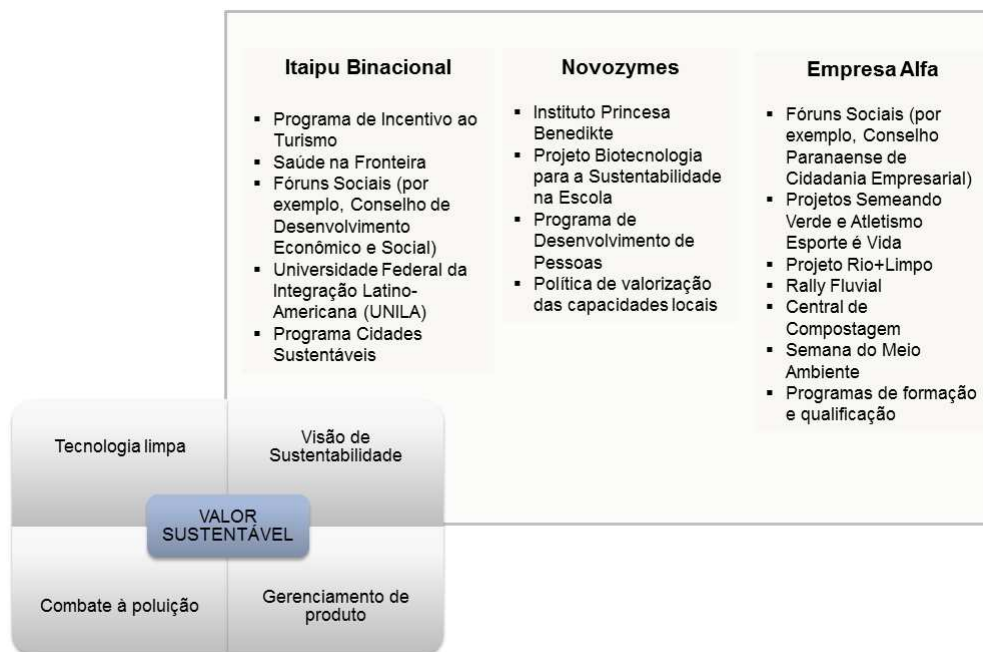 Itaipu Binacional
▪ Programa de Incentivo ao
Turismo
▪ Saúde na Fronteira
▪ Fóruns Sociais (por
exemplo, Conselho de
Desenvolvimento
Econômico e Social)
▪ Universidade Federal da
Integração Latino-
Americana (UNILA)
▪ Programa Cidades
Sustentáveis
Novozymes
▪ Instituto Princesa
Benedikte
▪ Projeto Biotecnologia
para a Sustentabilidade
na Escola
▪ Programa de
Desenvolvimento de
Pessoas
▪ Política de valorização
das capacidades locais
Empresa Alfa
▪ Fóruns Sociais (por
exemplo, Conselho
Paranaense de
Cidadania Empresarial)
▪ Projetos Semeando
Verde e Atletismo
Esporte é Vida
▪ Projeto Rio+Limpo
▪ Rally Fluvial
▪ Central de
Compostagem
▪ Semana do Meio
Ambiente
▪ Programas de formação
e qualificação
Tecnologia limpa
Visão de
Sustentabilidade
VALOR
SUSTENTÁVEL
Combate à poluição
Gerenciamento de
produto